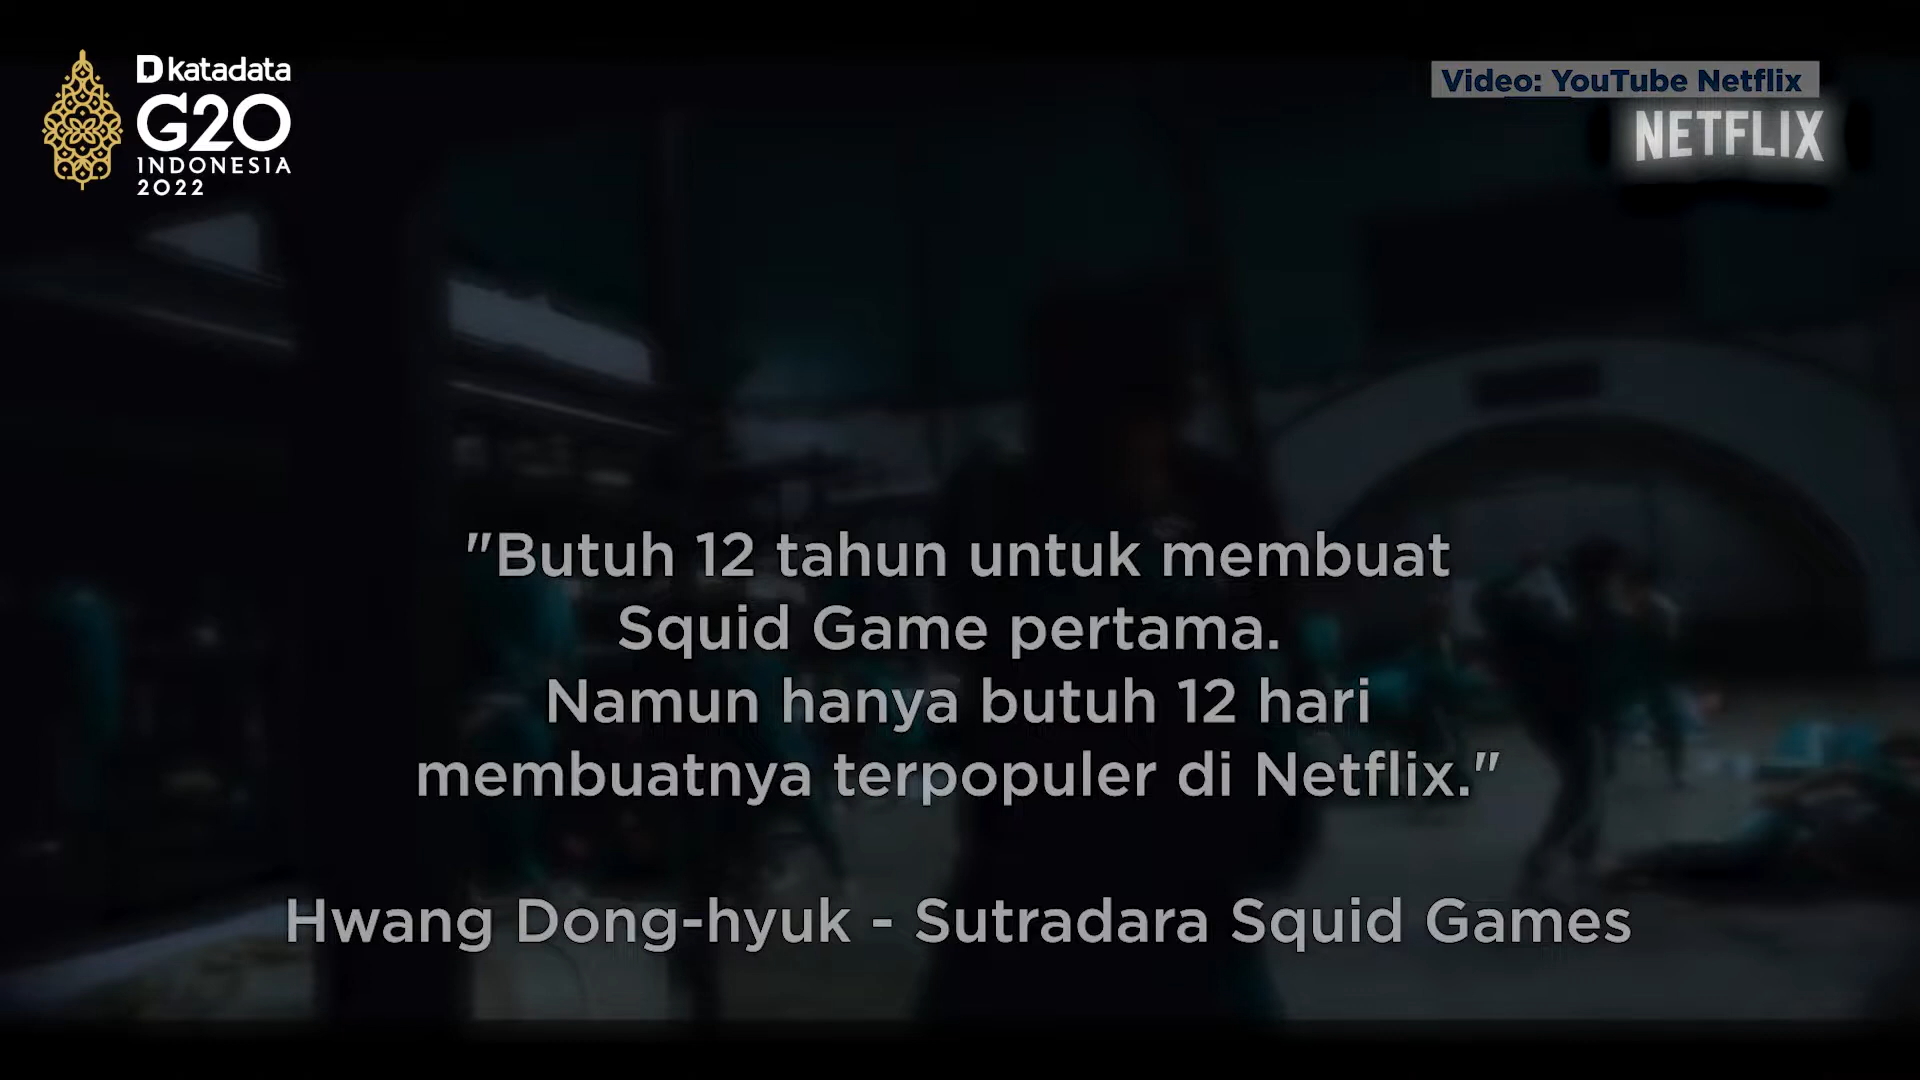 katadata
G20
INDONESIA
2022
Video: YouTube Netflix
NETFLIX
"Butuh 12 tahun untuk membuat
Squid Game pertama.
Namun hanya butuh 12 hari
membuatnya terpopuler di Netflix."
Hwang Dong-hyuk - Sutradara Squid Games